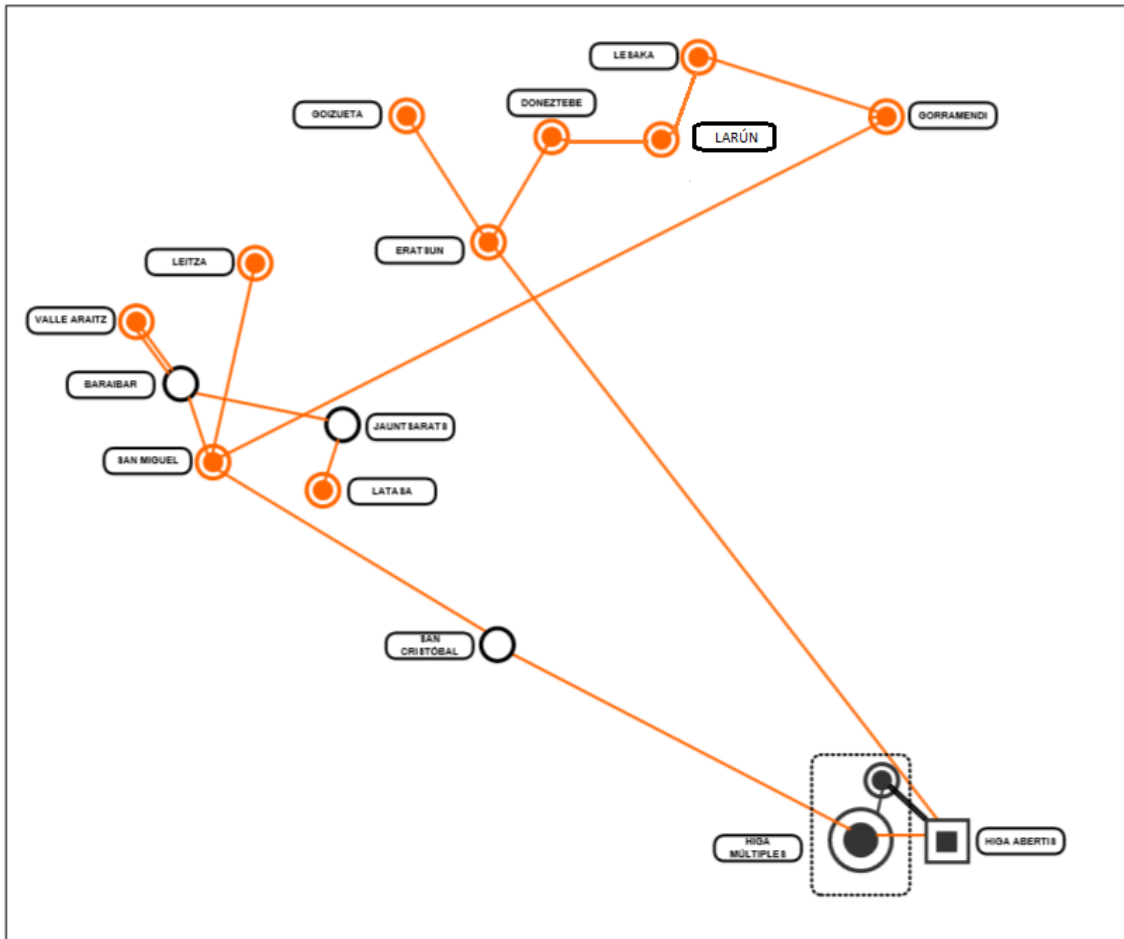 LESAKA
DONEZTEBE
GOIZUETA
GORRAMENDI
LARÚN
ERATSUN
LEITZA
VALLE ARAITZ
BARAIBAR
JAUNTSARATS
SAN MIGUEL
LATASA
SAN
CRISTÓBAL
HIGA
MÚLTIPLES
HIGA ABERTIS